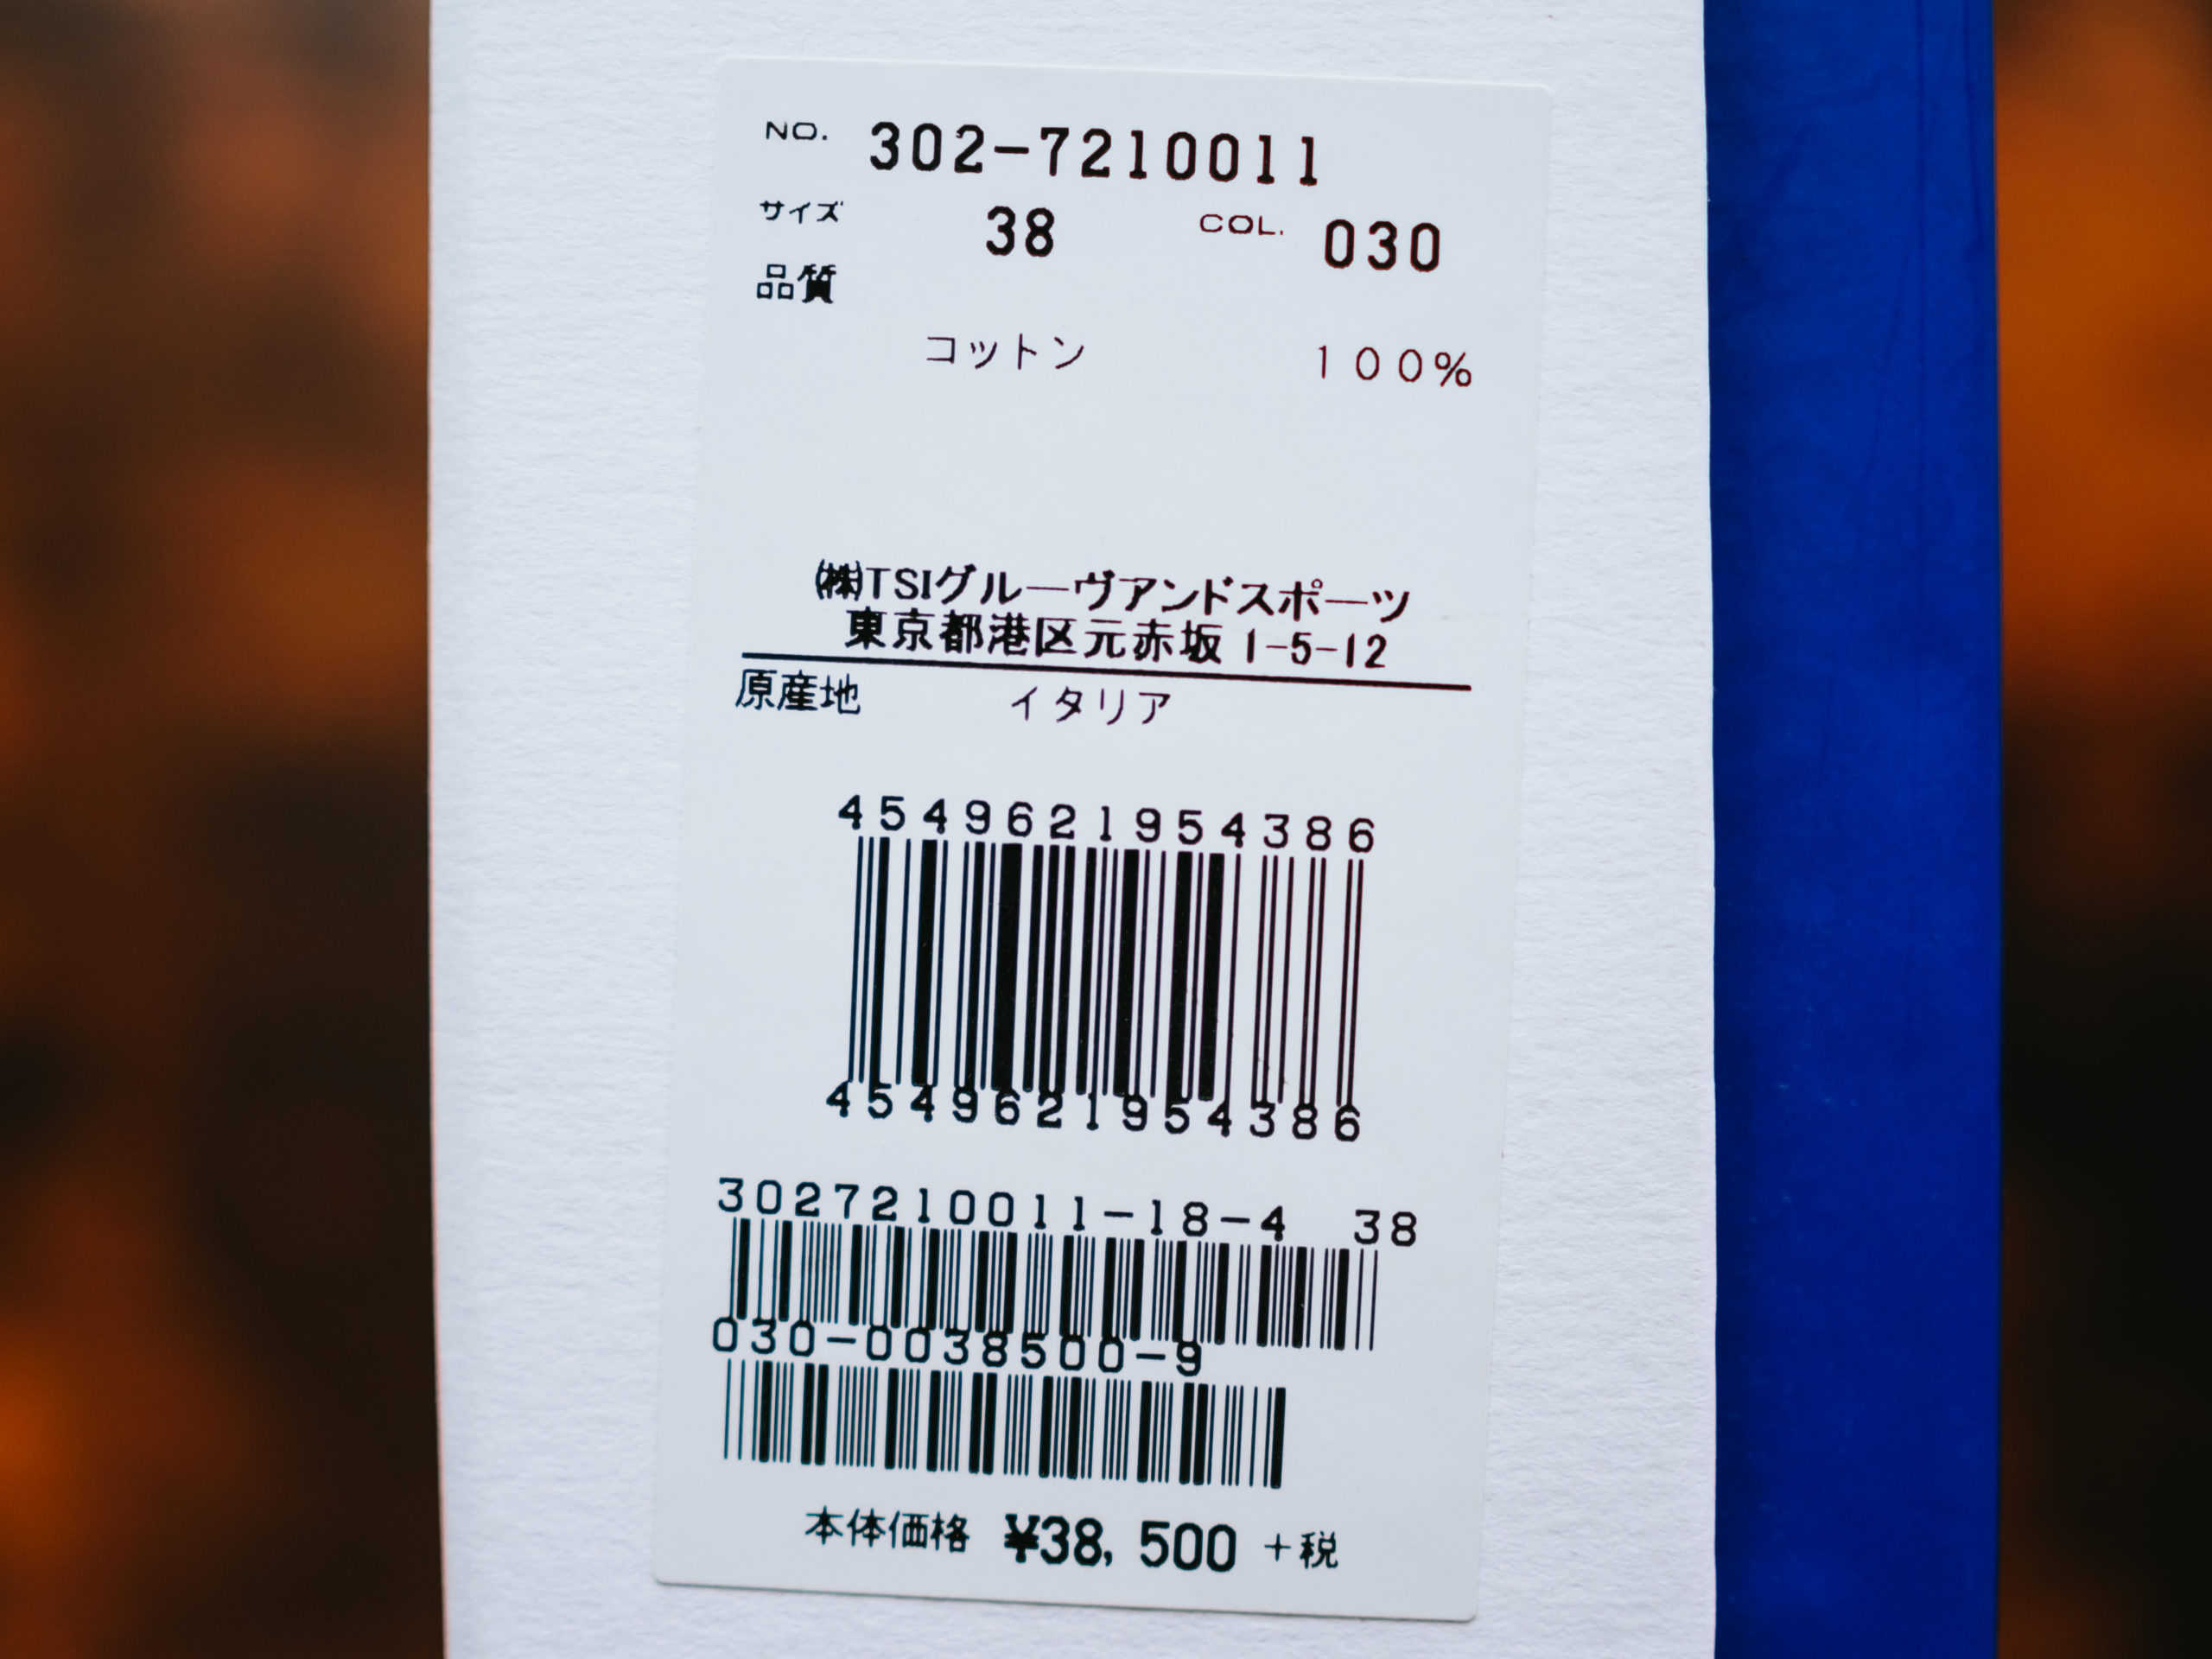 NO. 302-7210011
サイズ 38 COL. 030
品質
コットン 100%
㈱TSIグルーヴアンドスポーツ
東京都港区元赤坂 1-5-12
原産地 イタリア
4549621954386
4549621954386
3027210011-18-4 38
030-0038500-9
本体価格 ¥38,500 +税